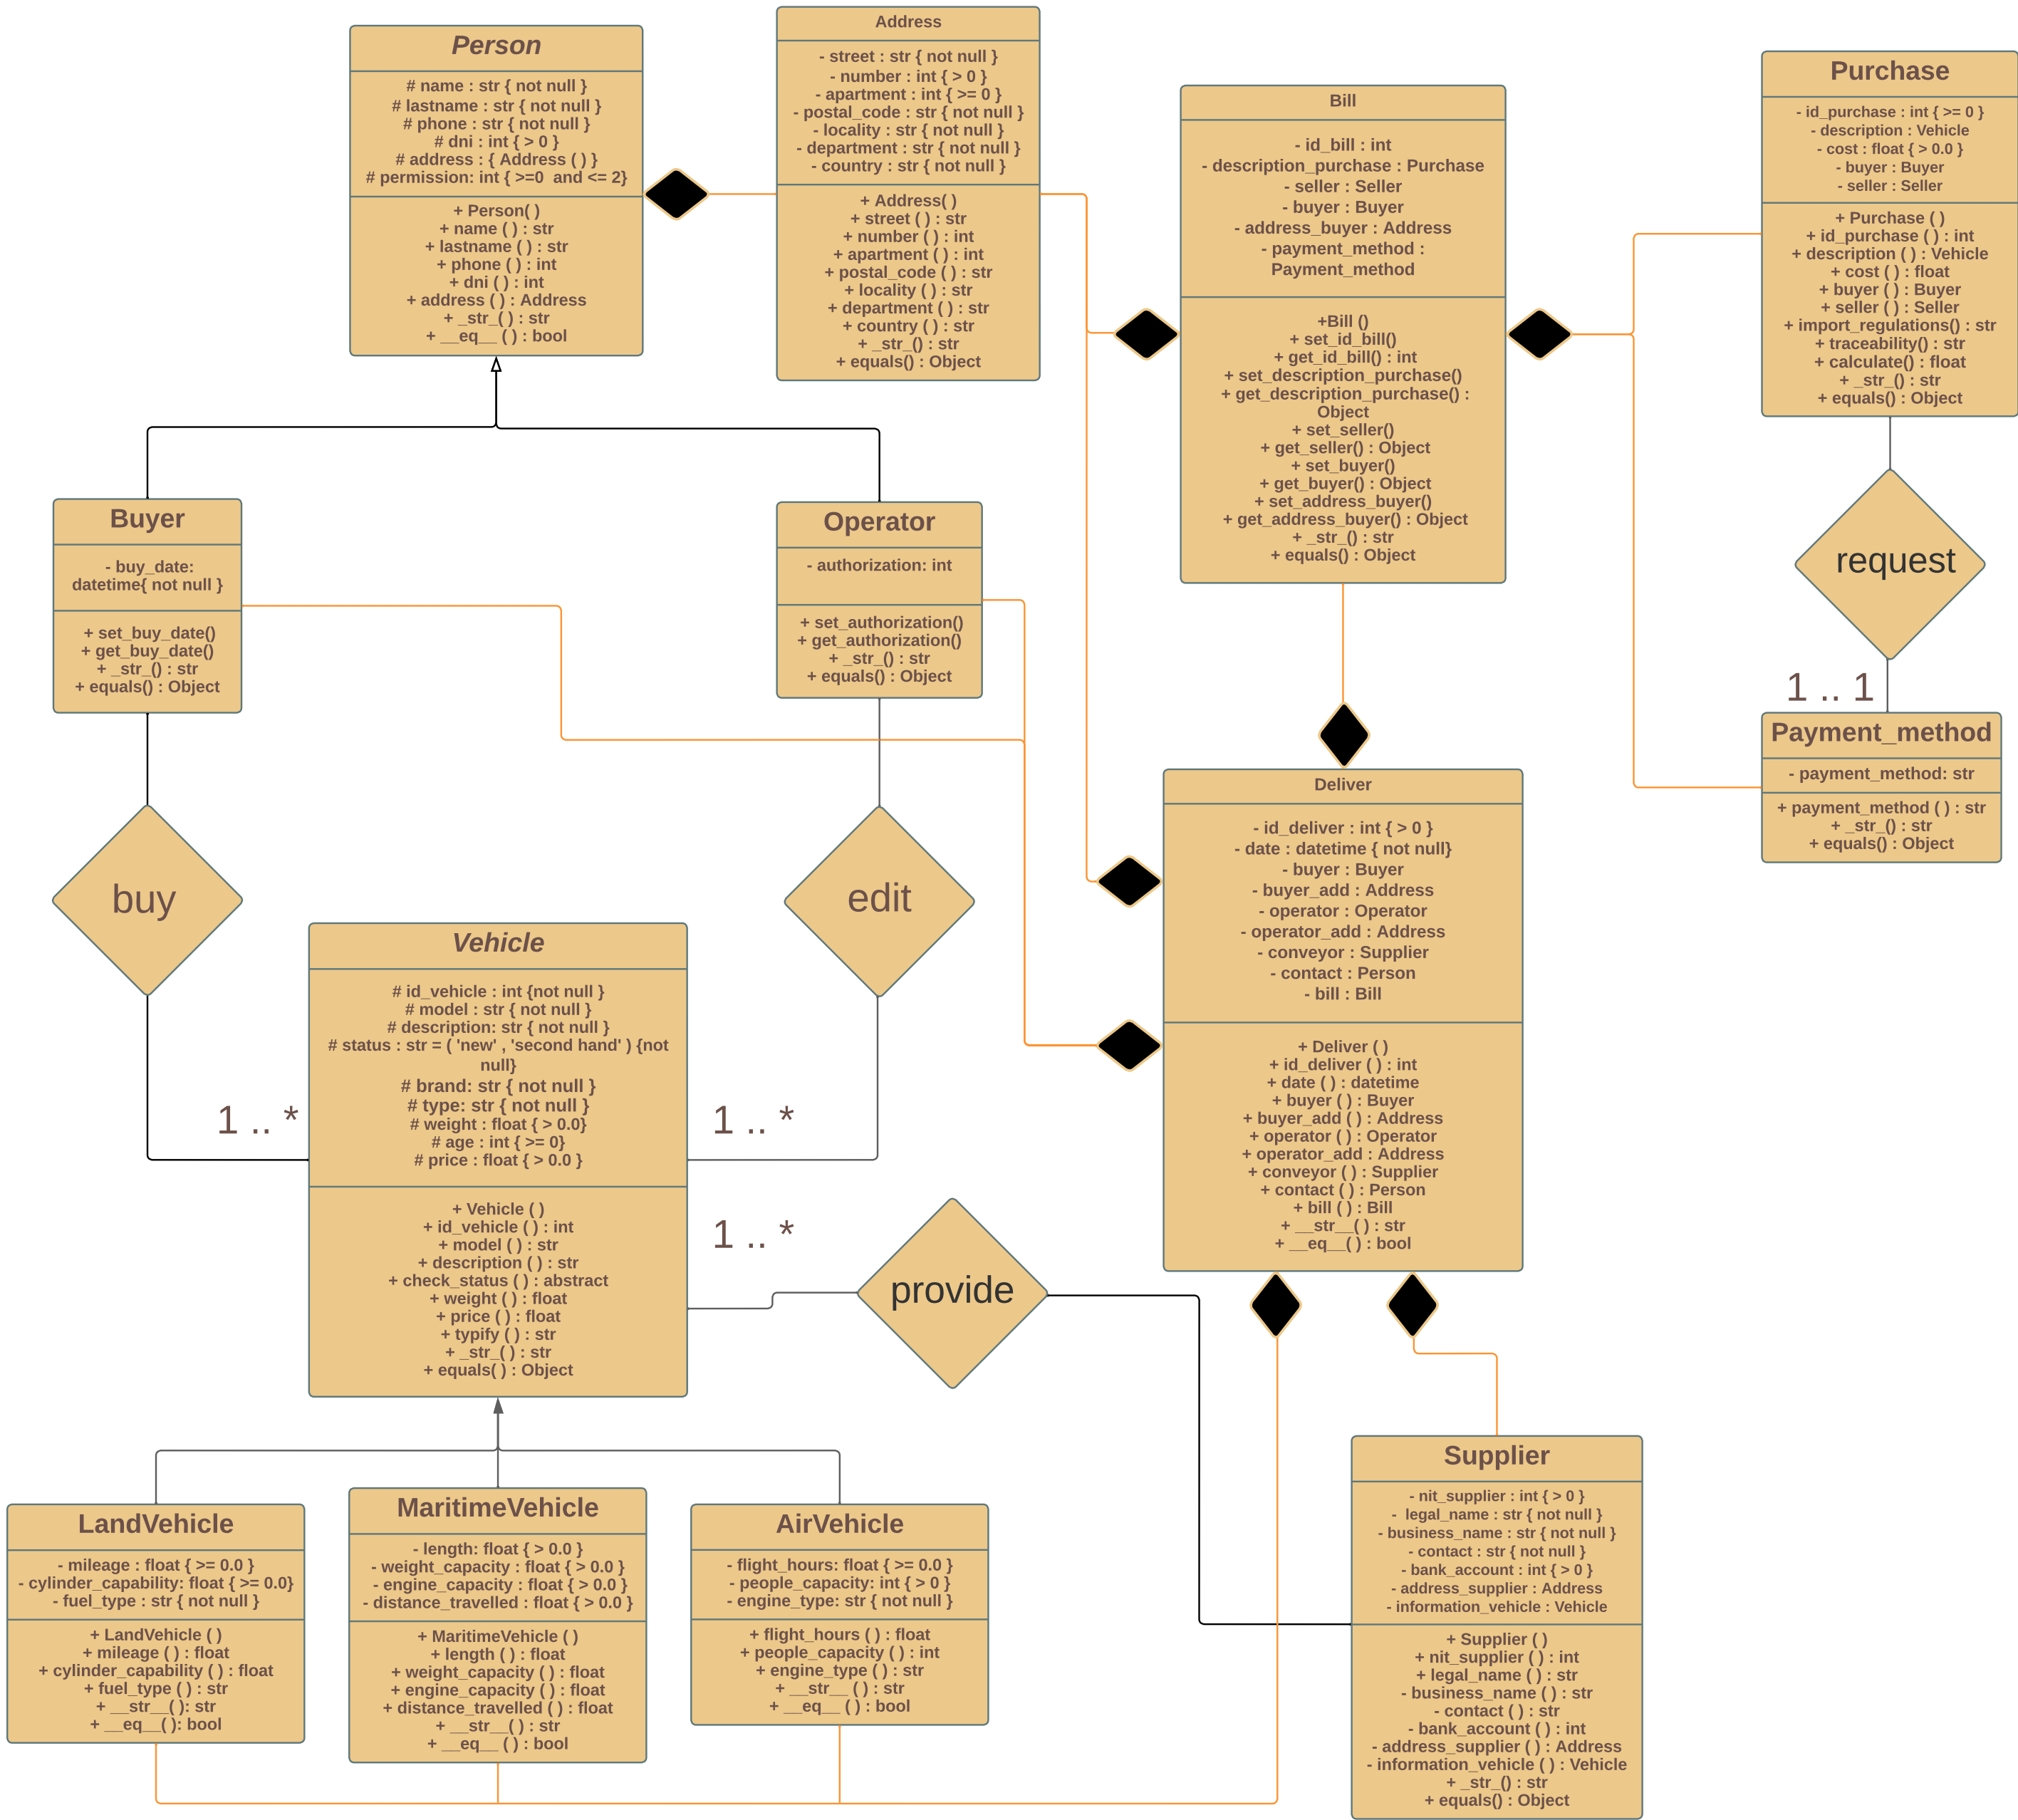 Person
# name : str { not null }
# lastname : str { not null }
# phone : str { not null }
# dni : int { > 0 }
# address : { Address ( ) }
# permission: int { >=0  and <= 2}
+ Person( )
+ name ( ) : str
+ lastname ( ) : str
+ phone ( ) : int
+ dni ( ) : int
+ address ( ) : Address
+ _str_( ) : str
+ __eq__ ( ) : bool
Address
- street : str { not null }
- number : int { > 0 }
- apartment : int { >= 0 }
- postal_code : str { not null }
- locality : str { not null }
- department : str { not null }
- country : str { not null }
+ Address( )
+ street ( ) : str
+ number ( ) : int
+ apartment ( ) : int
+ postal_code ( ) : str
+ locality ( ) : str
+ department ( ) : str
+ country ( ) : str
+ _str_() : str
+ equals() : Object
Bill
- id_bill : int
- description_purchase : Purchase
- seller : Seller
- buyer : Buyer
- address_buyer : Address
- payment_method :
Payment_method
+Bill ()
+ set_id_bill()
+ get_id_bill() : int
+ set_description_purchase()
+ get_description_purchase() :
Object
+ set_seller()
+ get_seller() : Object
+ set_buyer()
+ get_buyer() : Object
+ set_address_buyer()
+ get_address_buyer() : Object
+ _str_() : str
+ equals() : Object
Purchase
- id_purchase : int { >= 0 }
- description : Vehicle
- cost : float { > 0.0 }
- buyer : Buyer
- seller : Seller
+ Purchase ( )
+ id_purchase ( ) : int
+ description ( ) : Vehicle
+ cost ( ) : float
+ buyer ( ) : Buyer
+ seller ( ) : Seller
+ import_regulations() : str
+ traceability() : str
+ calculate() : float
+ _str_() : str
+ equals() : Object
Buyer
- buy_date:
datetime{ not null }
+ set_buy_date()
+ get_buy_date()
+ _str_() : str
+ equals() : Object
Operator
- authorization: int
+ set_authorization()
+ get_authorization()
+ _str_() : str
+ equals() : Object
request
1 .. 1
Payment_method
- payment_method: str
+ payment_method ( ) : str
+ _str_() : str
+ equals() : Object
buy
edit
Deliver
- id_deliver : int { > 0 }
- date : datetime { not null}
- buyer : Buyer
- buyer_add : Address
- operator : Operator
- operator_add : Address
- conveyor : Supplier
- contact : Person
- bill : Bill
+ Deliver ( )
+ id_deliver ( ) : int
+ date ( ) : datetime
+ buyer ( ) : Buyer
+ buyer_add ( ) : Address
+ operator ( ) : Operator
+ operator_add : Address
+ conveyor ( ) : Supplier
+ contact ( ) : Person
+ bill ( ) : Bill
+ __str__( ) : str
+ __eq__( ) : bool
Vehicle
# id_vehicle : int {not null }
# model : str { not null }
# description: str { not null }
# status : str = ( 'new' , 'second hand' ) {not
null}
# brand: str { not null }
# type: str { not null }
# weight : float { > 0.0}
# age : int { >= 0}
# price : float { > 0.0 }
+ Vehicle ( )
+ id_vehicle ( ) : int
+ model ( ) : str
+ description ( ) : str
+ check_status ( ) : abstract
+ weight ( ) : float
+ price ( ) : float
+ typify ( ) : str
+ _str_( ) : str
+ equals( ) : Object
1 .. *
1 .. *
1 .. *
provide
LandVehicle
- mileage : float { >= 0.0 }
- cylinder_capability: float { >= 0.0}
- fuel_type : str { not null }
+ LandVehicle ( )
+ mileage ( ) : float
+ cylinder_capability ( ) : float
+ fuel_type ( ) : str
+ __str__( ): str
+ __eq__( ): bool
MaritimeVehicle
- length: float { > 0.0 }
- weight_capacity : float { > 0.0 }
- engine_capacity : float { > 0.0 }
- distance_travelled : float { > 0.0 }
+ MaritimeVehicle ( )
+ length ( ) : float
+ weight_capacity ( ) : float
+ engine_capacity ( ) : float
+ distance_travelled ( ) : float
+ __str__( ) : str
+ __eq__ ( ) : bool
AirVehicle
- flight_hours: float { >= 0.0 }
- people_capacity: int { > 0 }
- engine_type: str { not null }
+ flight_hours ( ) : float
+ people_capacity ( ) : int
+ engine_type ( ) : str
+ __str__ ( ) : str
+ __eq__ ( ) : bool
Supplier
- nit_supplier : int { > 0 }
-  legal_name : str { not null }
- business_name : str { not null }
- contact : str { not null }
- bank_account : int { > 0 }
- address_supplier : Address
- information_vehicle : Vehicle
+ Supplier ( )
+ nit_supplier ( ) : int
+ legal_name ( ) : str
- business_name ( ) : str
- contact ( ) : str
- bank_account ( ) : int
- address_supplier ( ) : Address
- information_vehicle ( ) : Vehicle
+ _str_() : str
+ equals() : Object